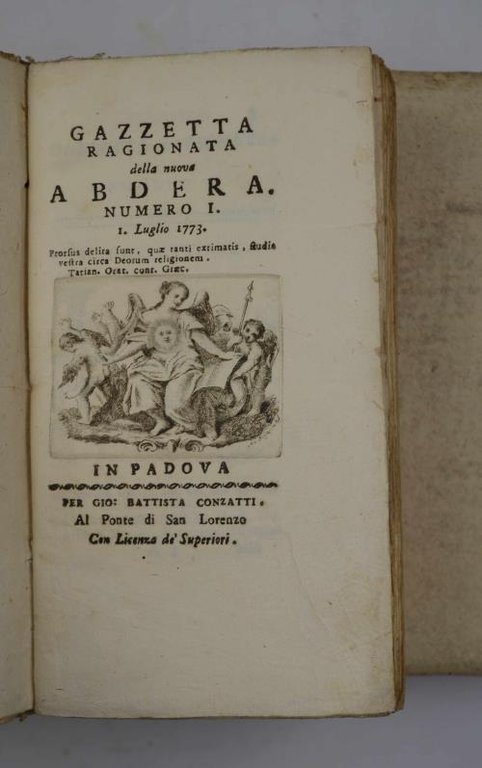 GAZZETTA
RAGIONATA
della nuova
ABDERA.
NUMERO I.
1. Luglio 1773.
Prorsus delira sunt, quæ tanti extimatis, studia
vestra circa Deorum religionem.
Tatian. Orat. contr. Græc.
IN PADOVA
PER GIO: BATTISTA CONZATTI.
Al Ponte di San Lorenzo
Con Licenza de' Superiori.